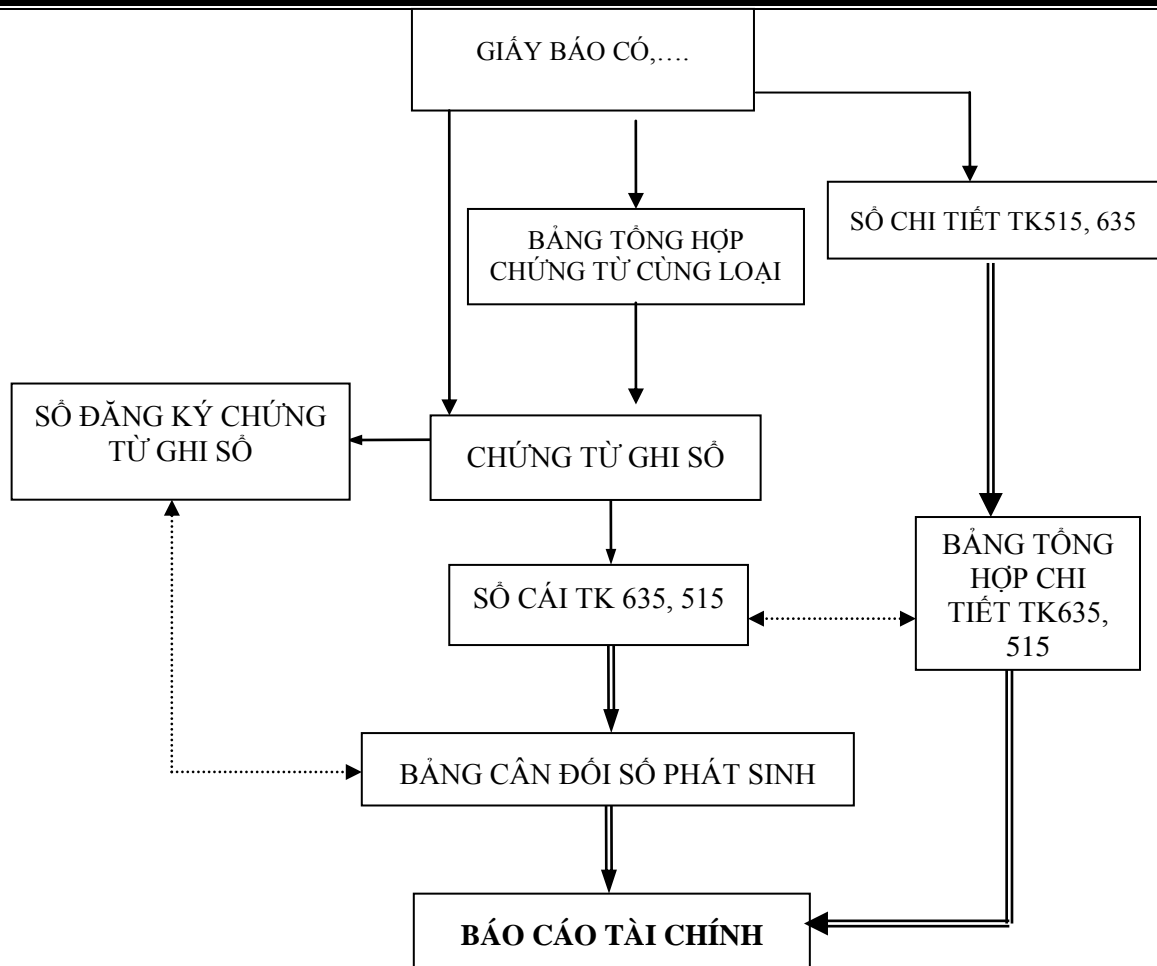 GIẤY BÁO CÓ,….
SỔ CHI TIẾT TK515, 635
BẢNG TỔNG HỢP
CHỨNG TỪ CÙNG LOẠI
SỔ ĐĂNG KÝ CHỨNG
TỪ GHI SỔ
CHỨNG TỪ GHI SỔ
BẢNG TỔNG
HỢP CHI
TIẾT TK635,
515
SỔ CÁI TK 635, 515
BẢNG CÂN ĐỐI SỐ PHÁT SINH
BÁO CÁO TÀI CHÍNH